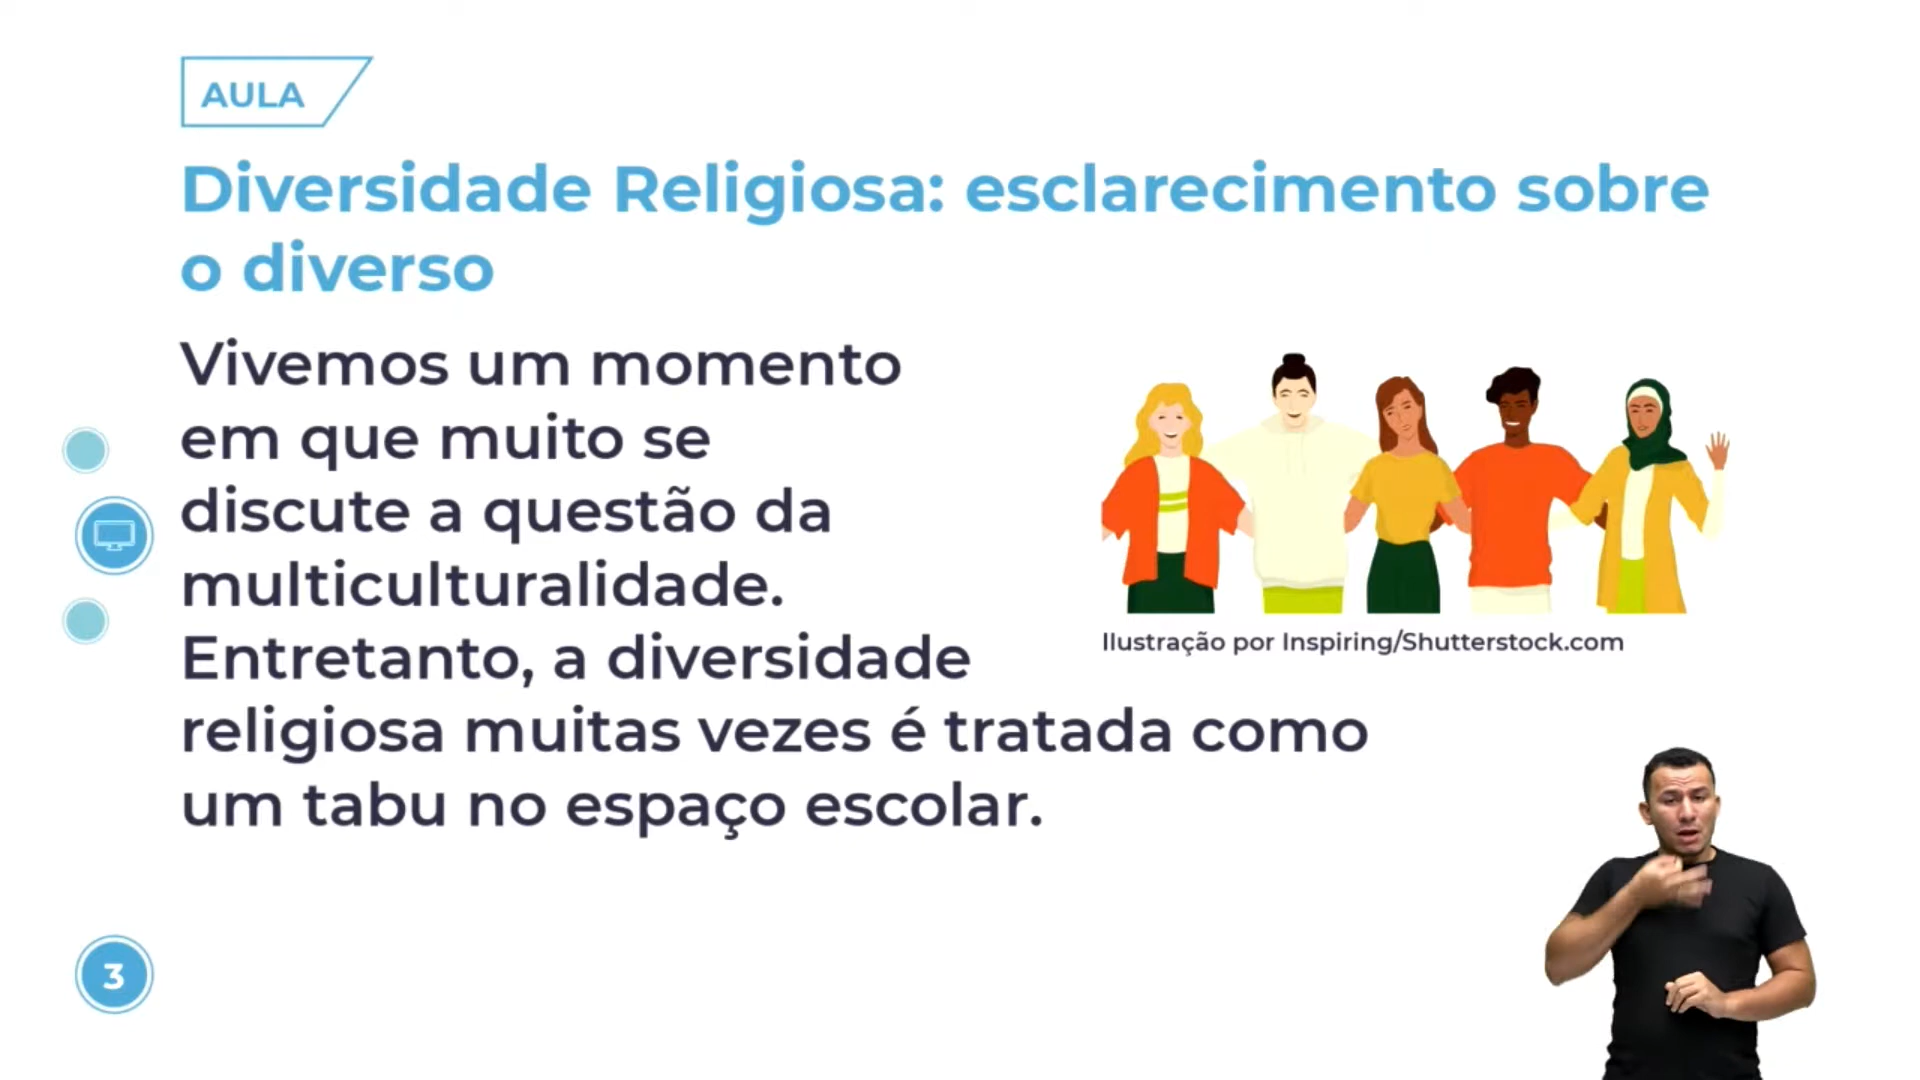 AULA
Diversidade Religiosa: esclarecimento sobre
o diverso
Vivemos um momento
em que muito se
discute a questão da
multiculturalidade.
Entretanto, a diversidade
religiosa muitas vezes é tratada como
um tabu no espaço escolar.
Ilustração por Inspiring/Shutterstock.com
3